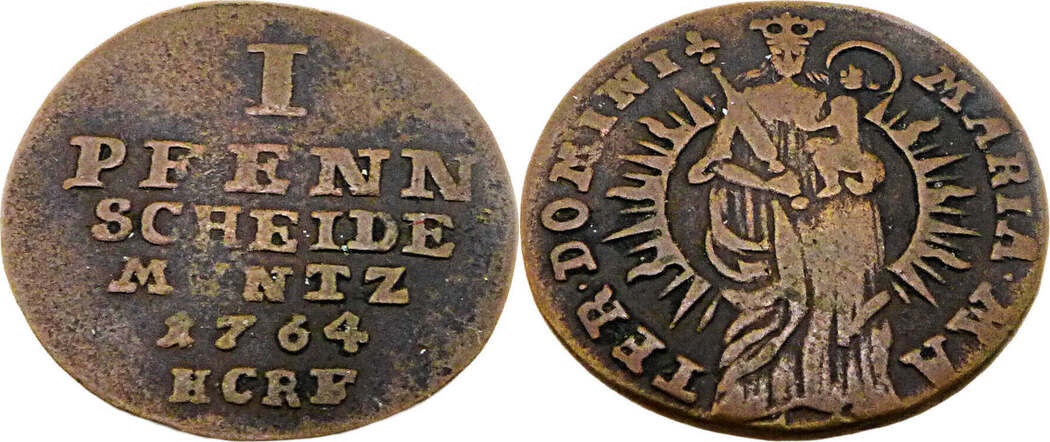 I
PFENN
SCHEIDE
M NTZ
1764
HCRF
MARIA·MA
TER·DOMINI